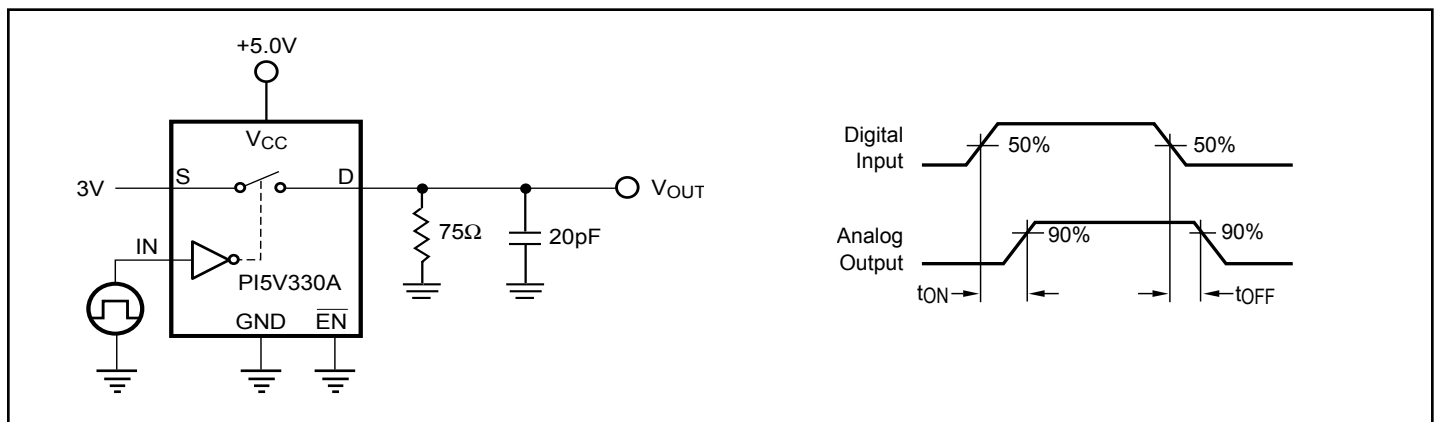 +5.0V
VCC
S
D
3V
VOUT
75Ω
20pF
IN
PI5V330A
GND
EN
Digital
Input
50%
50%
Analog
Output
90%
90%
tON
tOFF